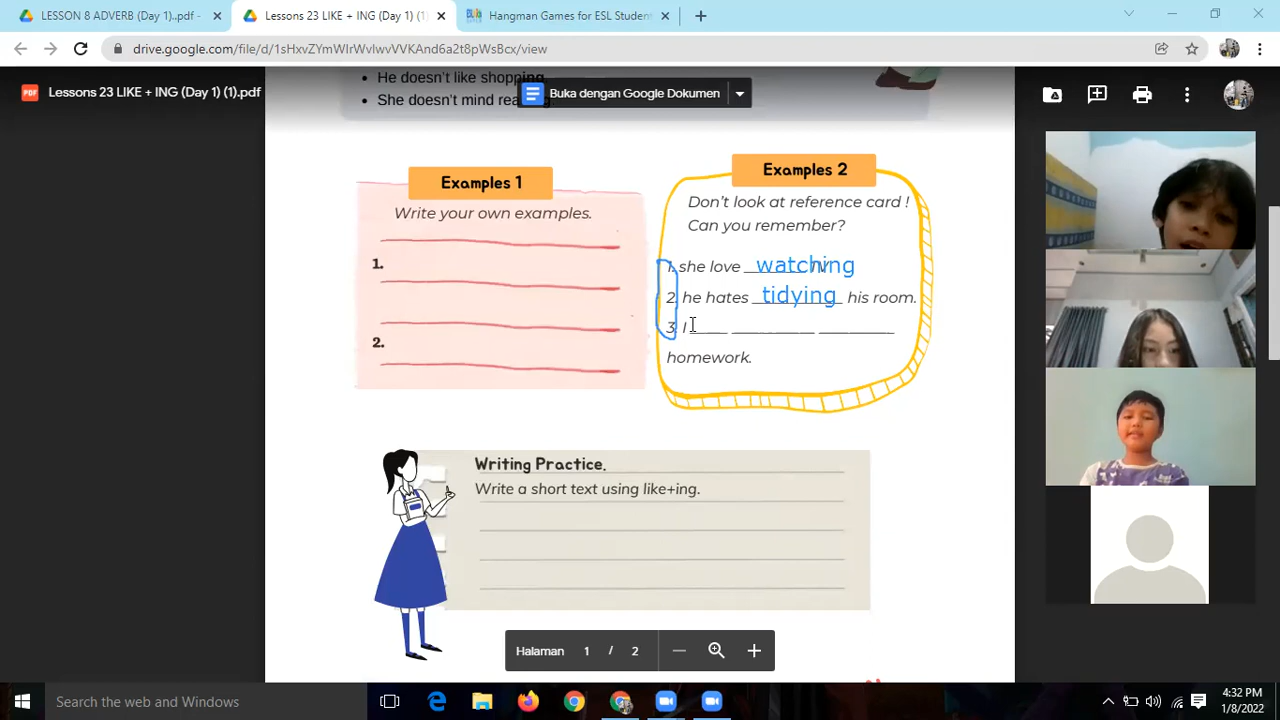 LESSON 8 ADVERB (Day 1)..pdf -
Lessons 23 LIKE + ING (Day 1) (1)
Hangman Games for ESL Student
drive.google.com/file/d/1sHxvZYmWIrWvIwvVVKAnd6a2t8pWsBcx/view
Lessons 23 LIKE + ING (Day 1) (1).pdf
He doesn't like shopping.
She doesn't mind rea
Buka dengan Google Dokumen
Examples 1
Write your own examples.
1.
2.
Examples 2
Don't look at reference card !
Can you remember?
1. she love watching TV
2. he hates tidying his room.
3. I
homework.
Writing Practice.
Write a short text using like+ing.
Halaman 1 / 2
Search the web and Windows
4:32 PM
1/8/2022